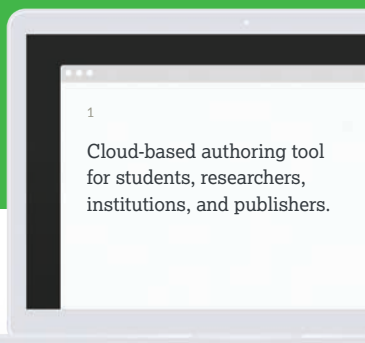 1
Cloud-based authoring tool
for students, researchers,
institutions, and publishers.